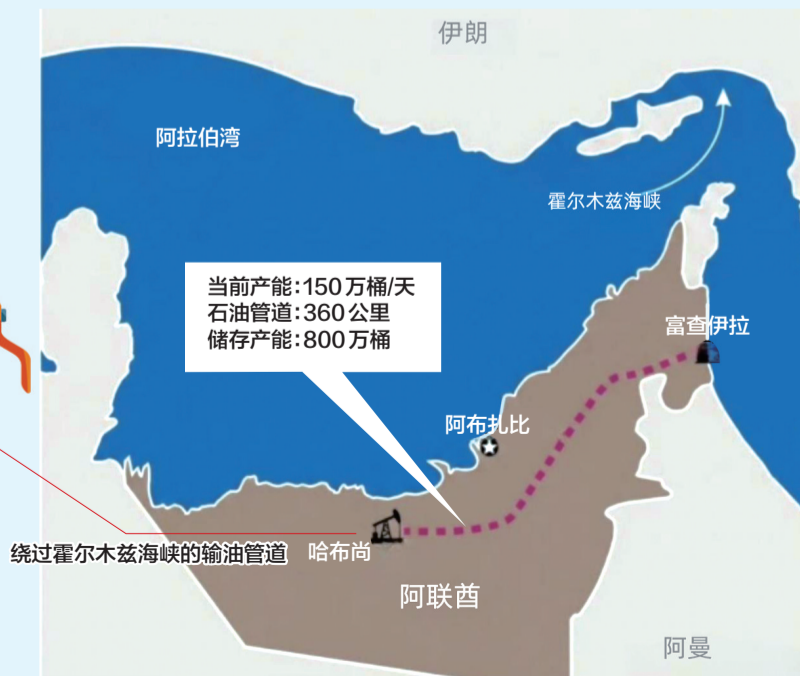 伊朗
阿拉伯湾
霍尔木兹海峡
当前产能:150万桶/天
石油管道:360公里
储存产能:800万桶
富查伊拉
阿布扎比
绕过霍尔木兹海峡的输油管道
哈布尚
阿联酋
阿曼